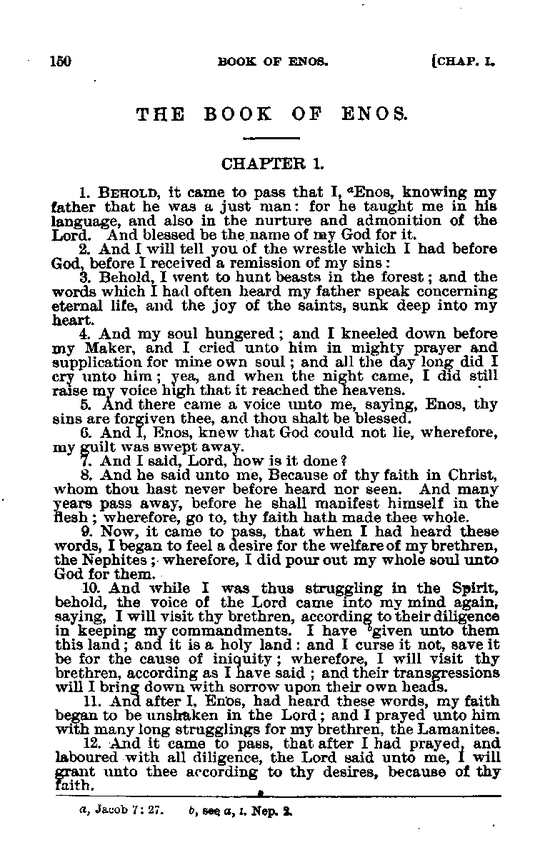 150 BOOK OF ENOS. [CHAP. I.
THE BOOK OF ENOS.
CHAPTER 1.
1. BEHOLD, it came to pass that I, ᵃEnos, knowing my
father that he was a just man: for he taught me in his
language, and also in the nurture and admonition of the
Lord. And blessed be the name of my God for it.
2. And I will tell you of the wrestle which I had before
God, before I received a remission of my sins:
3. Behold, I went to hunt beasts in the forest; and the
words which I had often heard my father speak concerning
eternal life, and the joy of the saints, sunk deep into my
heart.
4. And my soul hungered; and I kneeled down before
my Maker, and I cried unto him in mighty prayer and
supplication for mine own soul; and all the day long did I
cry unto him; yea, and when the night came, I did still
raise my voice high that it reached the heavens.
5. And there came a voice unto me, saying, Enos, thy
sins are forgiven thee, and thou shalt be blessed.
6. And I, Enos, knew that God could not lie, wherefore,
my guilt was swept away.
7. And I said, Lord, how is it done?
8. And he said unto me, Because of thy faith in Christ,
whom thou hast never before heard nor seen. And many
years pass away, before he shall manifest himself in the
flesh; wherefore, go to, thy faith hath made thee whole.
9. Now, it came to pass, that when I had heard these
words, I began to feel a desire for the welfare of my brethren,
the Nephites; wherefore, I did pour out my whole soul unto
God for them.
10. And while I was thus struggling in the Spirit,
behold, the voice of the Lord came into my mind again,
saying, I will visit thy brethren, according to their diligence
in keeping my commandments. I have ᵇgiven unto them
this land; and it is a holy land: and I curse it not, save it
be for the cause of iniquity; wherefore, I will visit thy
brethren, according as I have said; and their transgressions
will I bring down with sorrow upon their own heads.
11. And after I, Enos, had heard these words, my faith
began to be unshaken in the Lord; and I prayed unto him
with many long strugglings for my brethren, the Lamanites.
12. And it came to pass, that after I had prayed, and
laboured with all diligence, the Lord said unto me, I will
grant unto thee according to thy desires, because of thy
faith.
a, Jacob 7: 27. b, see a, I. Nep. 2.